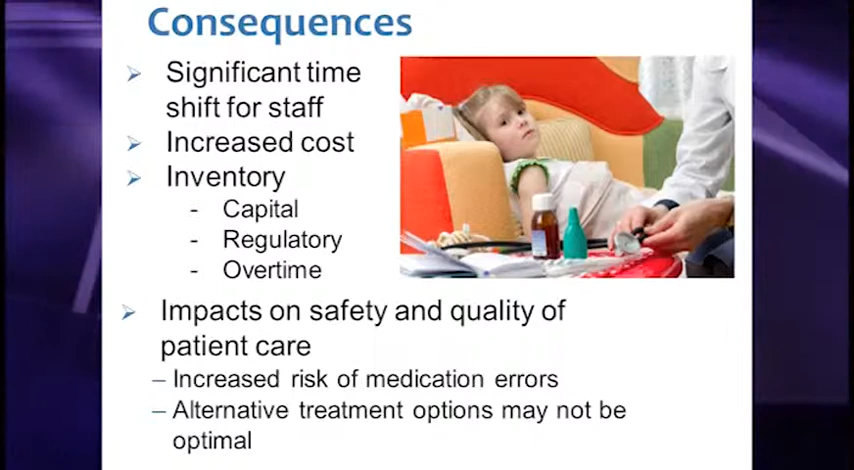 Consequences
➢ Significant time
shift for staff
➢ Increased cost
➢ Inventory
- Capital
- Regulatory
- Overtime
➢ Impacts on safety and quality of
patient care
– Increased risk of medication errors
– Alternative treatment options may not be
optimal